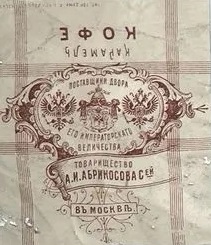 КАРАМЕЛЬ
КОФЕ
ПОСТАВЩИКИ ДВОРА
ЕГО ИМПЕРАТОРСКАГО
ВЕЛИЧЕСТВА
ТОВАРИЩЕСТВО
А.И.АБРИКОСОВА С ЕЙ
ВЪ МОСКВѢ.